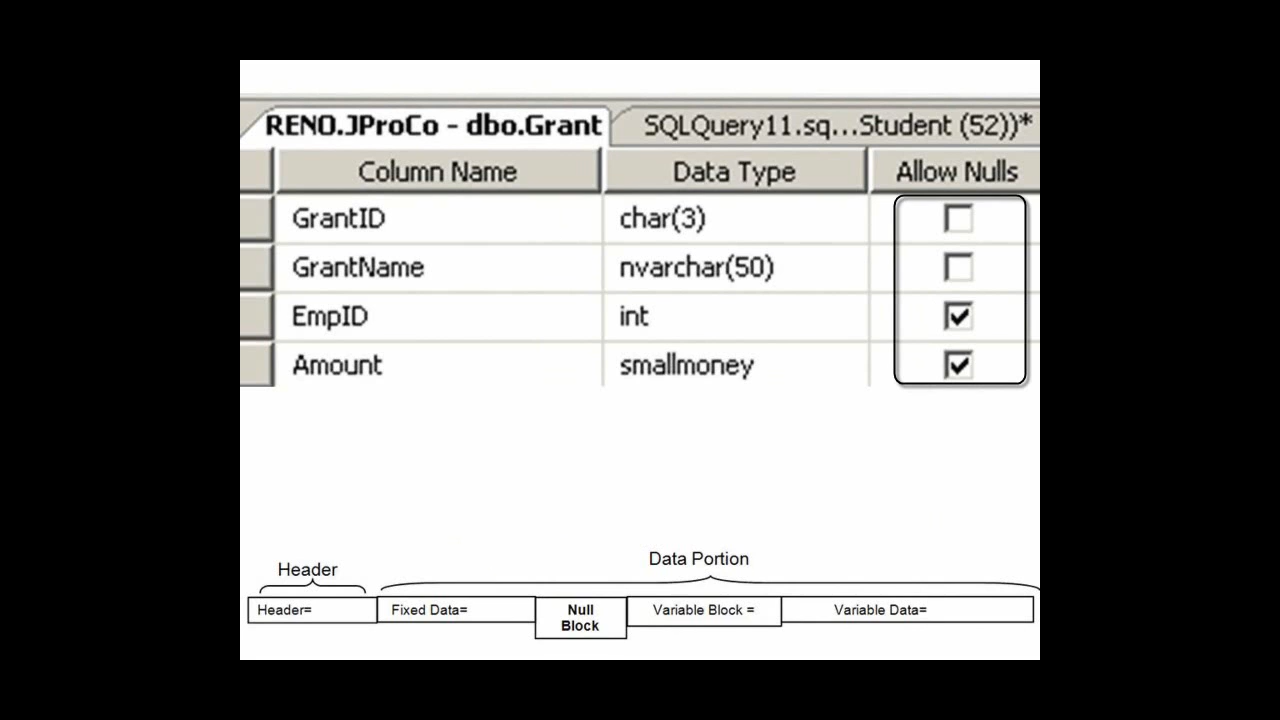 RENO.JProCo - dbo.Grant SQLQuery11.sq...Student (52))*
Column Name Data Type Allow Nulls
GrantID char(3)
GrantName nvarchar(50)
EmpID int
Amount smallmoney
Header Data Portion
Header= Fixed Data= Null Block Variable Block = Variable Data=